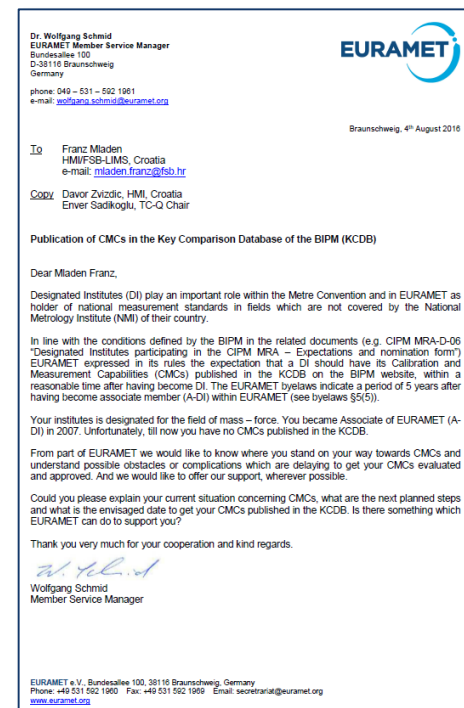 Dr. Wolfgang Schmid
EURAMET Member Service Manager
Bundesallee 100
D-38116 Braunschweig
Germany
phone: 049 – 531 – 592 1961
e-mail: wolfgang.schmid@euramet.org
EURAMET
Braunschweig, 4th August 2016
To Franz Mladen
HMI/FSB-LIMS, Croatia
e-mail: mladen.franz@fsb.hr
Copy Davor Zvizdic, HMI, Croatia
Enver Sadikoglu, TC-Q Chair
Publication of CMCs in the Key Comparison Database of the BIPM (KCDB)
Dear Mladen Franz,
Designated Institutes (DI) play an important role within the Metre Convention and in EURAMET as
holder of national measurement standards in fields which are not covered by the National
Metrology Institute (NMI) of their country.
In line with the conditions defined by the BIPM in the related documents (e.g. CIPM MRA-D-06
"Designated Institutes participating in the CIPM MRA – Expectations and nomination form")
EURAMET expressed in its rules the expectation that a DI should have its Calibration and
Measurement Capabilities (CMCs) published in the KCDB on the BIPM website, within a
reasonable time after having become DI. The EURAMET byelaws indicate a period of 5 years after
having become associate member (A-DI) within EURAMET (see byelaws §5(5)).
Your institutes is designated for the field of mass – force. You became Associate of EURAMET (A-
DI) in 2007. Unfortunately, till now you have no CMCs published in the KCDB.
From part of EURAMET we would like to know where you stand on your way towards CMCs and
understand possible obstacles or complications which are delaying to get your CMCs evaluated
and approved. And we would like to offer our support, wherever possible.
Could you please explain your current situation concerning CMCs, what are the next planned steps
and what is the envisaged date to get your CMCs published in the KCDB. Is there something which
EURAMET can do to support you?
Thank you very much for your cooperation and kind regards.
W. Schmid
Wolfgang Schmid
Member Service Manager
EURAMET e.V., Bundesallee 100, 38116 Braunschweig, Germany
Phone: +49 531 592 1960 Fax: +49 531 592 1969 Email: secretariat@euramet.org
www.euramet.org